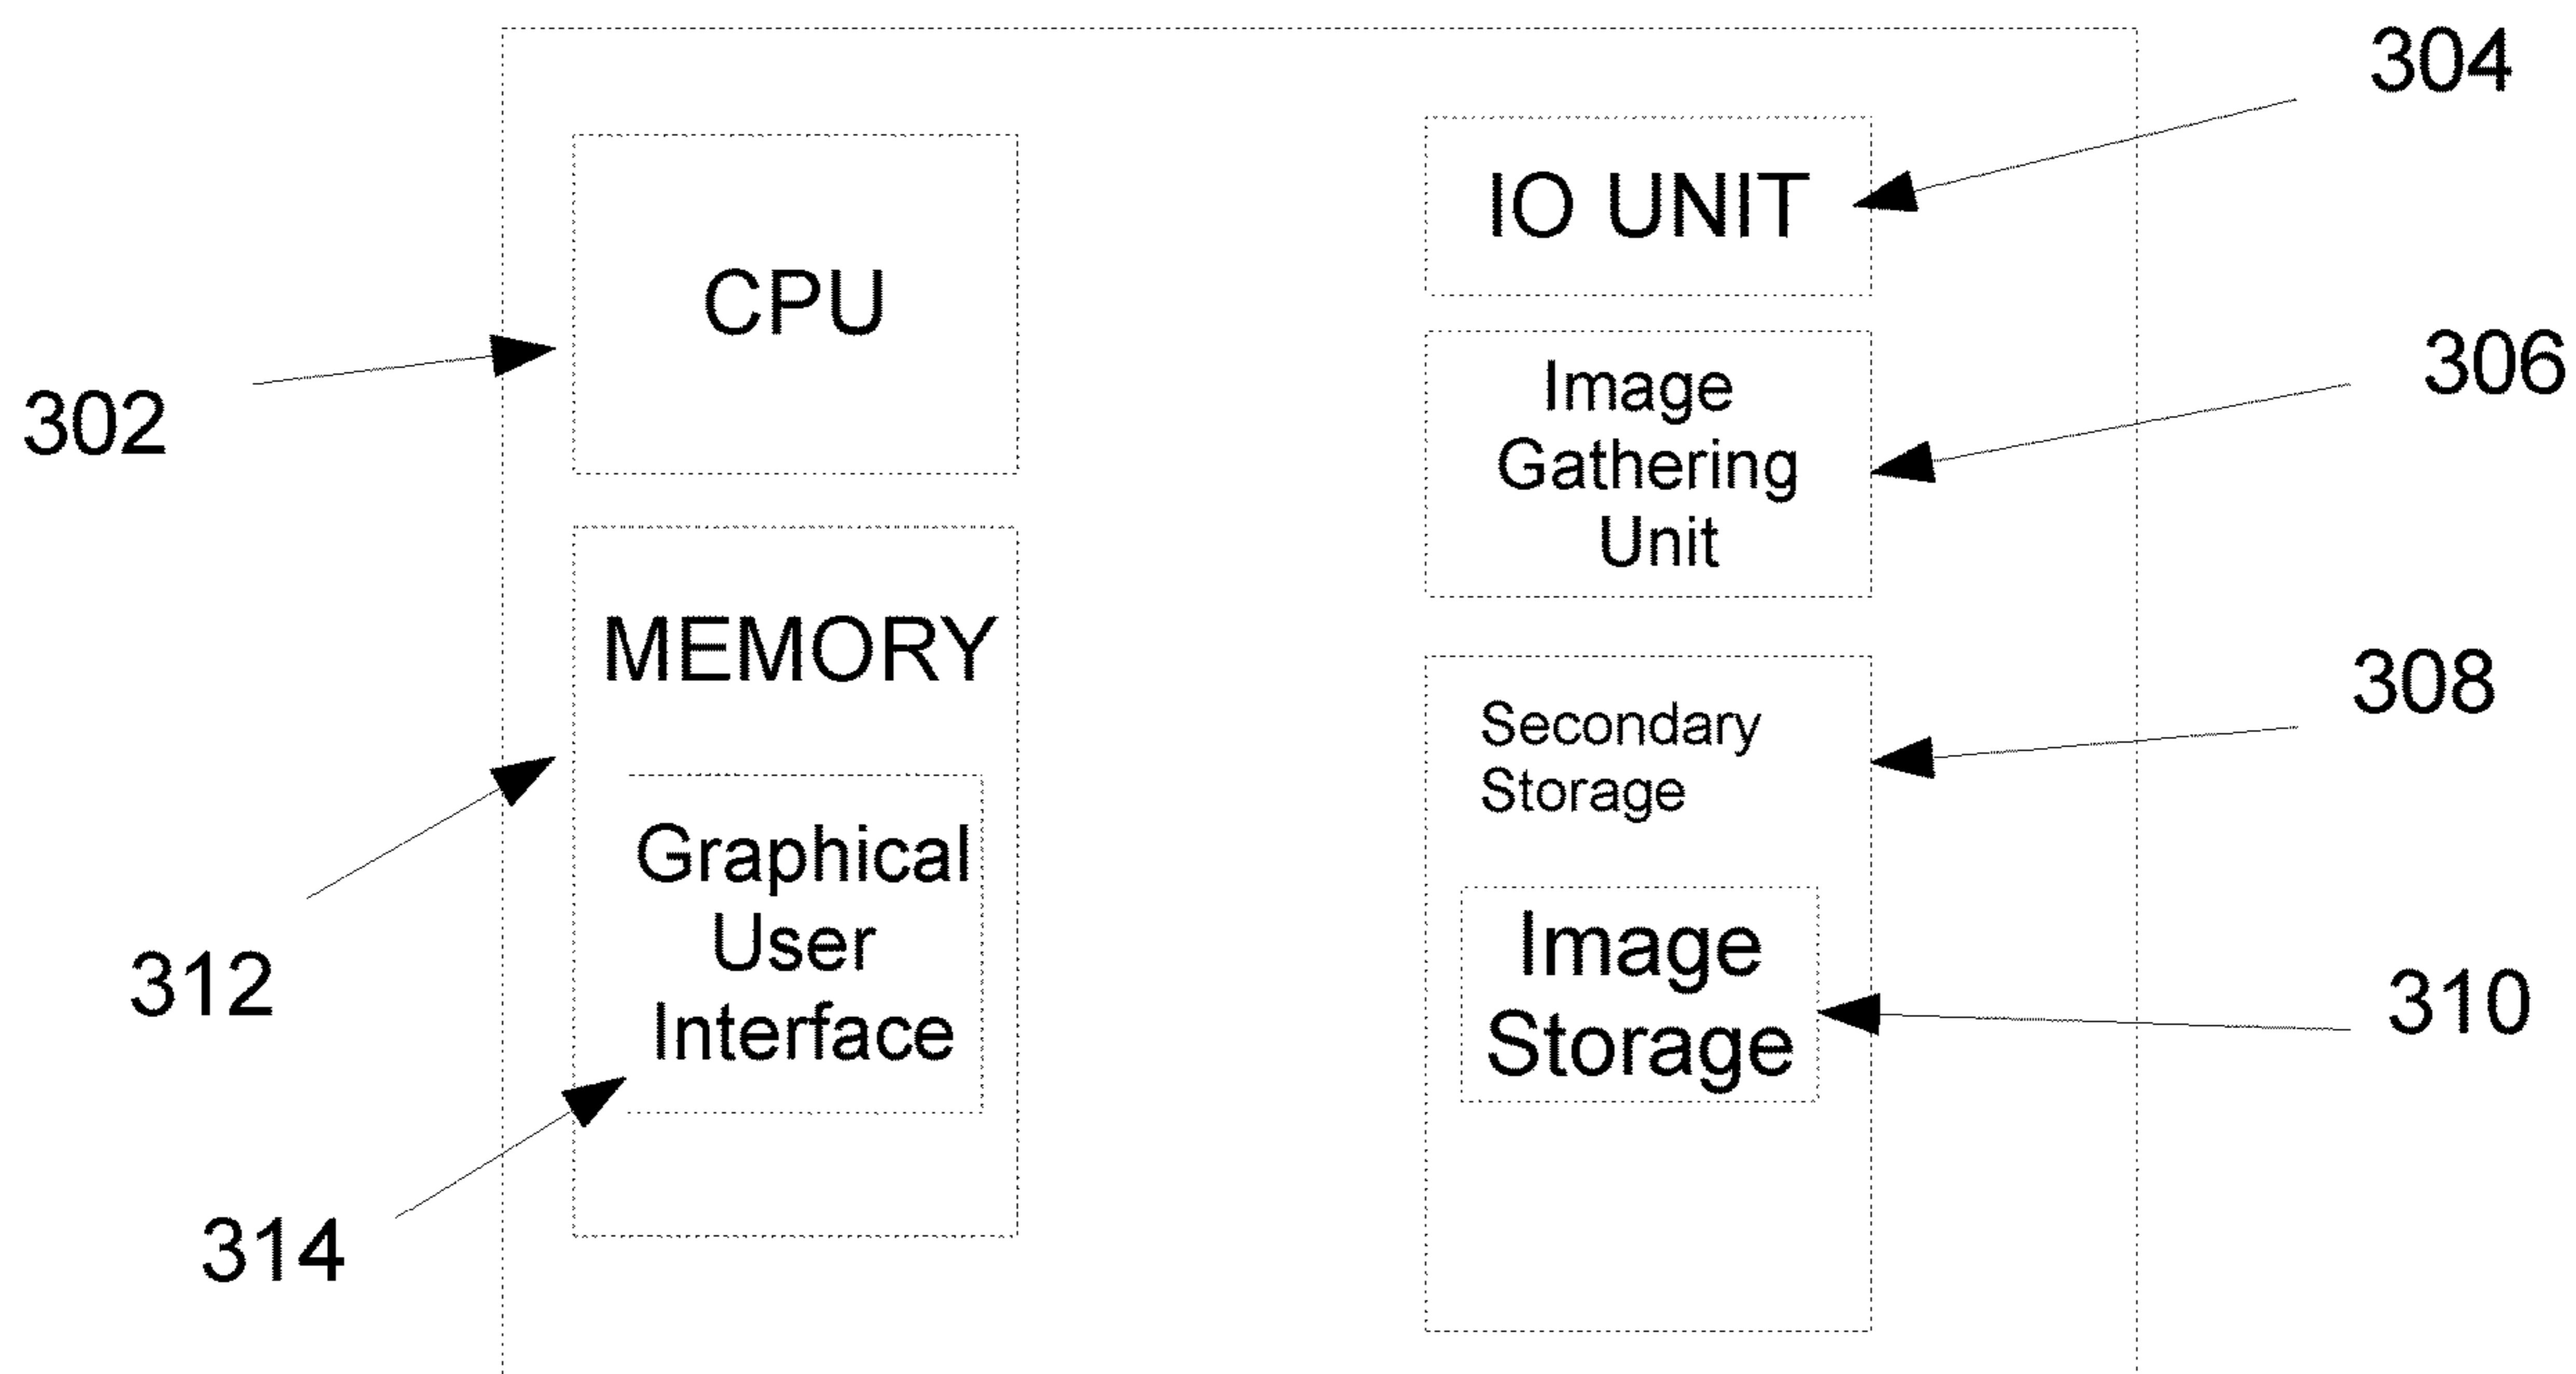 304
IO UNIT
CPU
302
Image
Gathering
Unit
306
MEMORY
312
Graphical
User
Interface
314
Secondary
Storage
308
Image
Storage
310